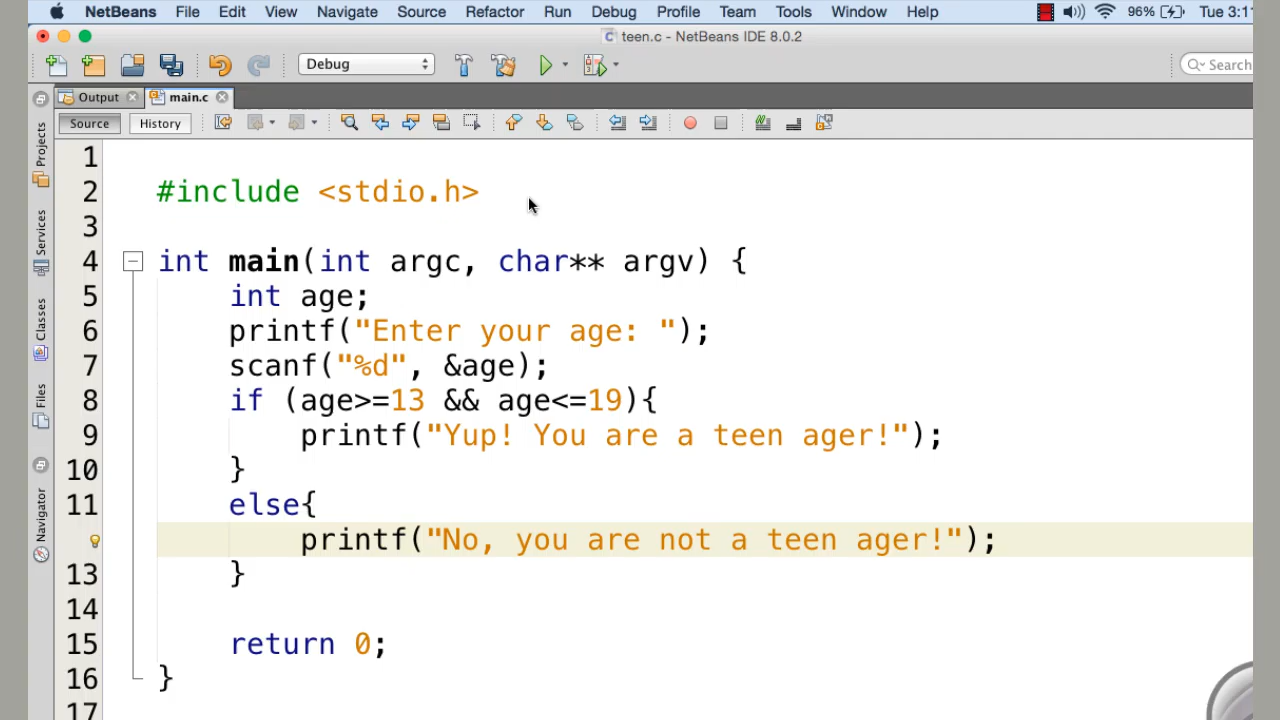 NetBeans File Edit View Navigate Source Refactor Run Debug Profile Team Tools Window Help 96% Tue 3:11
teen.c - NetBeans IDE 8.0.2
Debug Search
Output main.c
Source History
Projects
Services
Classes
Files
Navigator
1
2 #include <stdio.h>
3
4 int main(int argc, char** argv) {
5 int age;
6 printf("Enter your age: ");
7 scanf("%d", &age);
8 if (age>=13 && age<=19){
9 printf("Yup! You are a teen ager!");
10 }
11 else{
printf("No, you are not a teen ager!");
13 }
14
15 return 0;
16 }
17